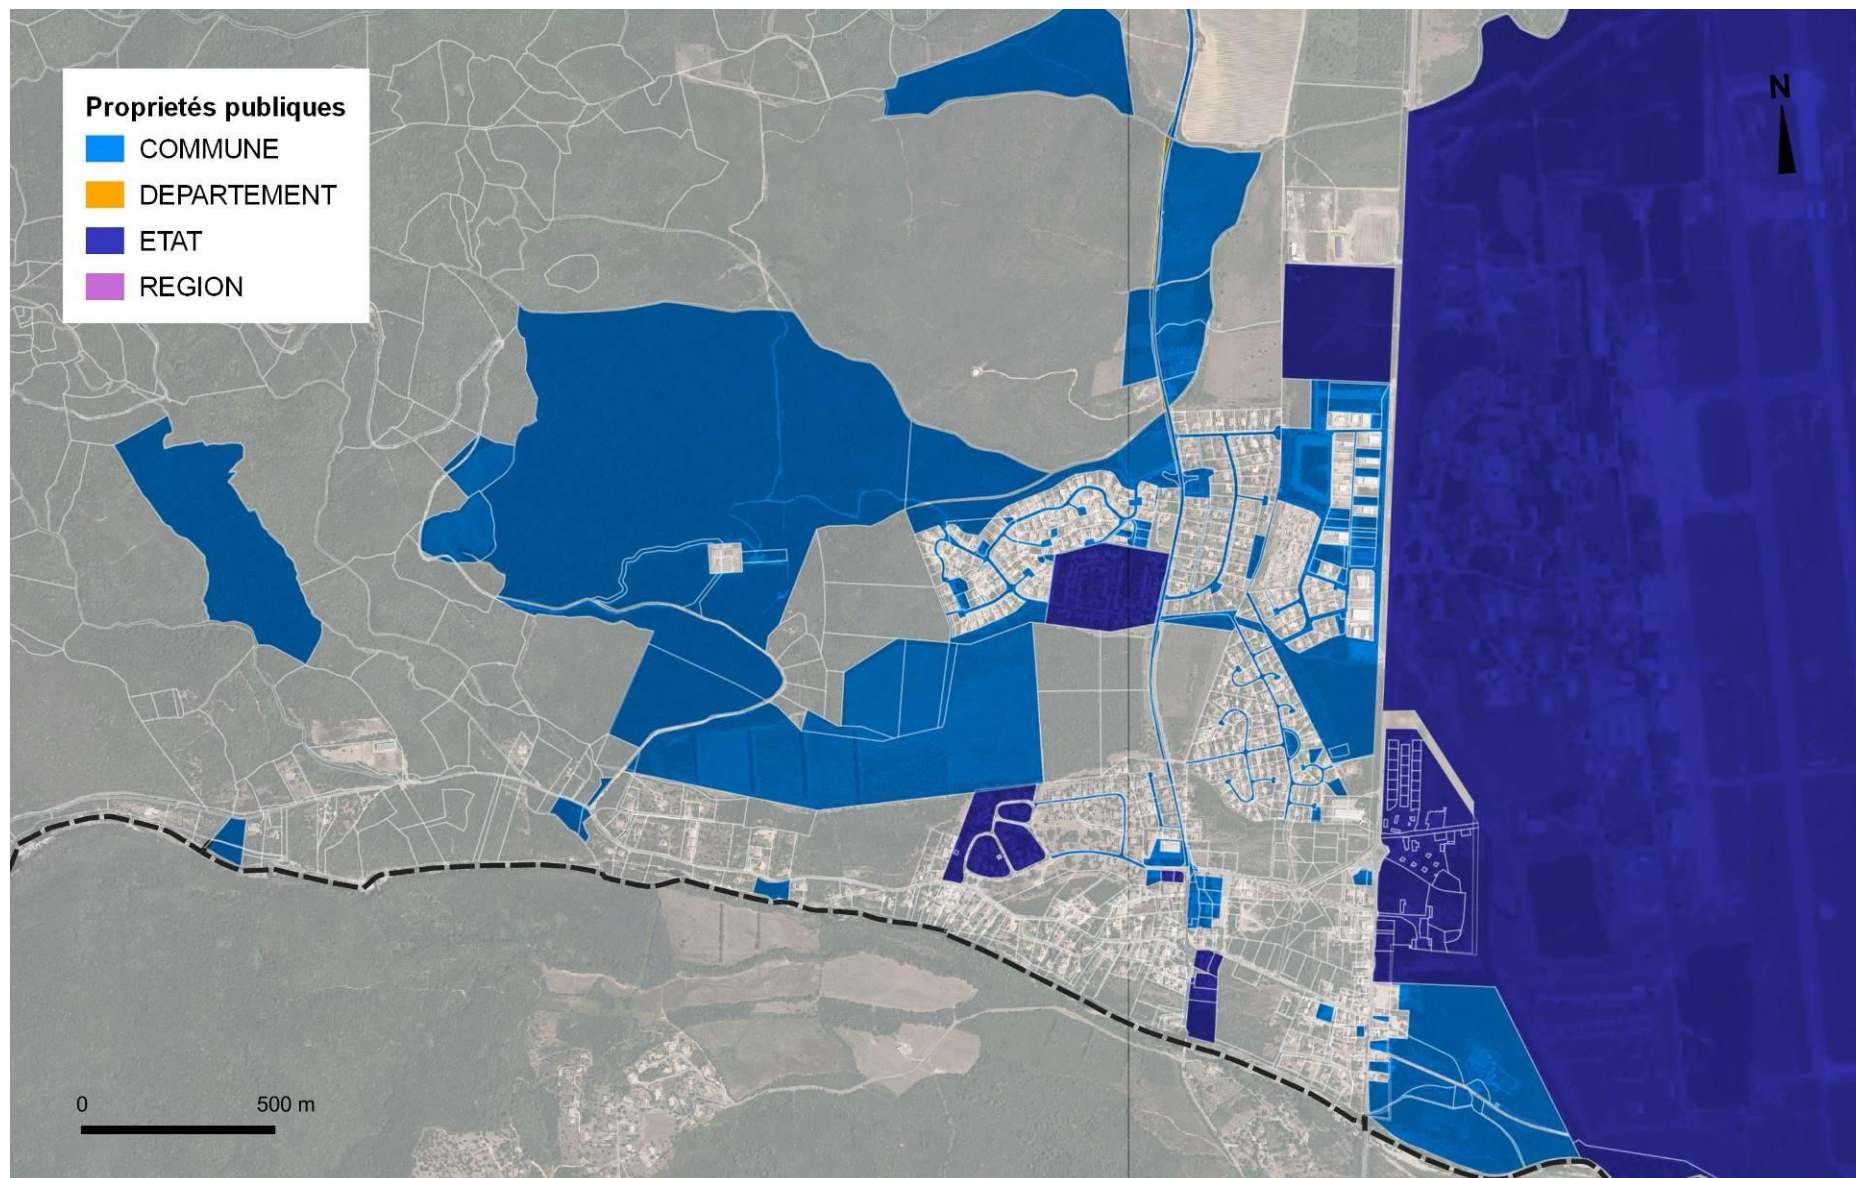 Proprietés publiques
COMMUNE
DEPARTEMENT
ETAT
REGION
N
0 500 m